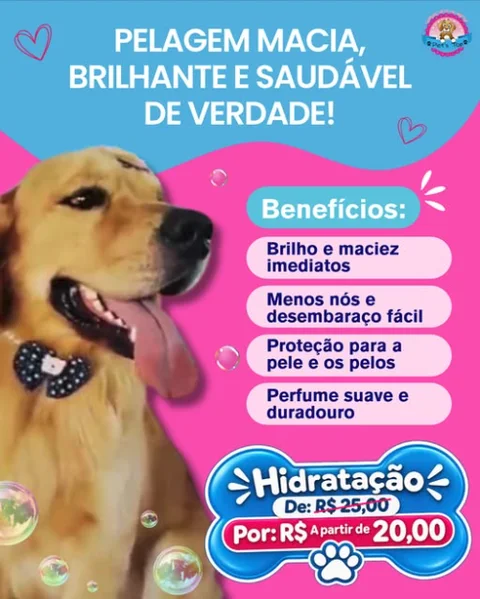 PELAGEM MACIA,
BRILHANTE E SAUDÁVEL
DE VERDADE!
Benefícios:
Brilho e maciez
imediatos
Menos nós e
desembaraço fácil
Proteção para a
pele e os pelos
Perfume suave e
duradouro
Hidratação
De: R$ 25,00
Por: R$ A partir de 20,00